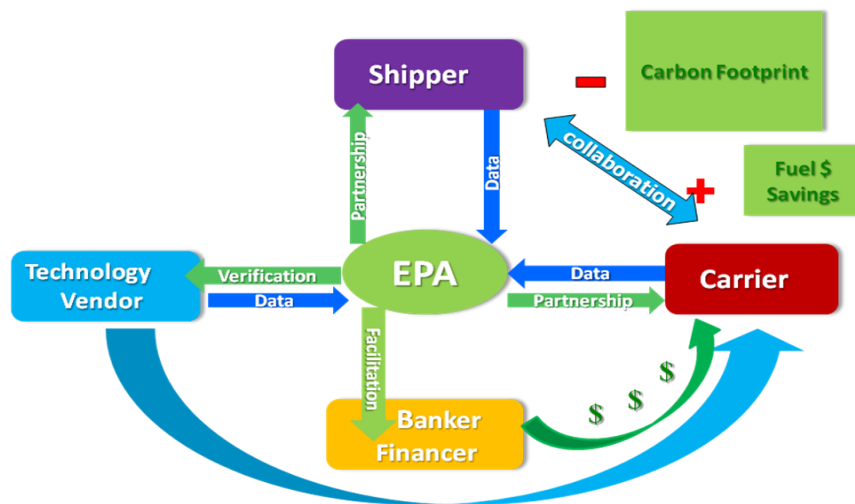 Shipper
Carbon Footprint
collaboration
Fuel $
Savings
Partnership
Data
Technology
Vendor
Verification
Data
EPA
Data
Partnership
Carrier
Facilitation
Banker
Financer
$ $ $